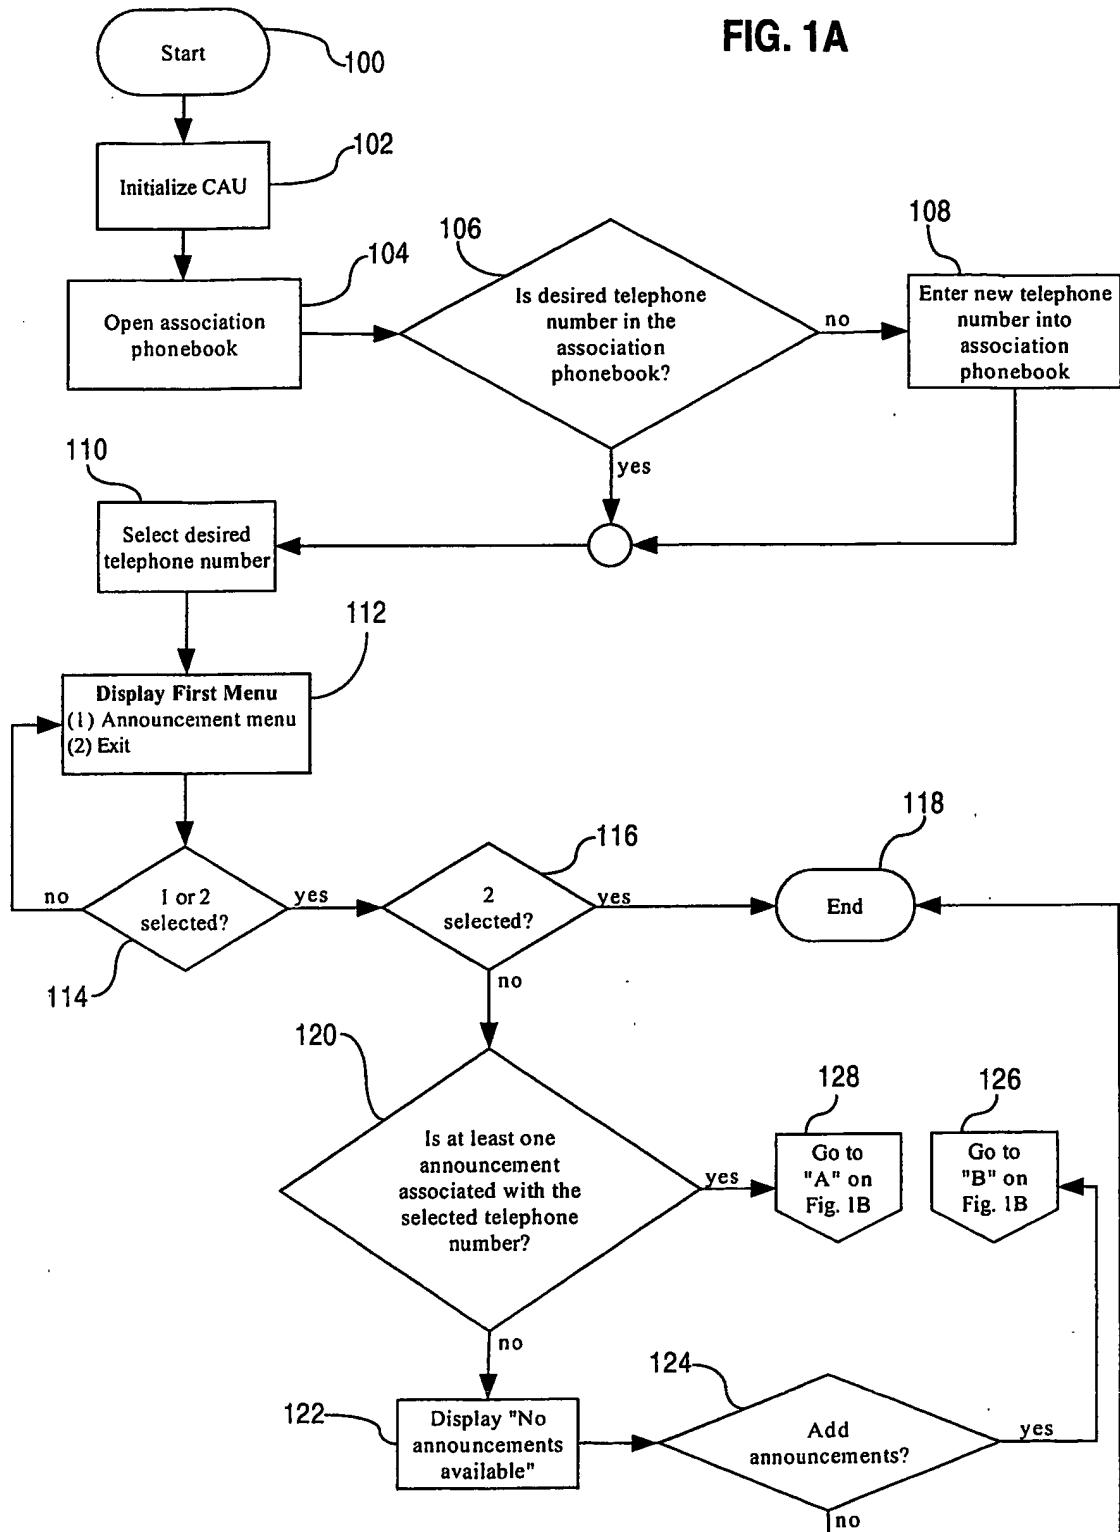 FIG. 1A
Start
100
102
Initialize CAU
104
Open association
phonebook
106
Is desired telephone
number in the
association
phonebook?
no
yes
108
Enter new telephone
number into
association
phonebook
110
Select desired
telephone number
112
Display First Menu
(1) Announcement menu
(2) Exit
114
1 or 2
selected?
no
yes
116
2
selected?
yes
no
118
End
120
Is at least one
announcement
associated with the
selected telephone
number?
yes
no
128
Go to
"A" on
Fig. 1B
126
Go to
"B" on
Fig. 1B
122
Display "No
announcements
available"
124
Add
announcements?
yes
no